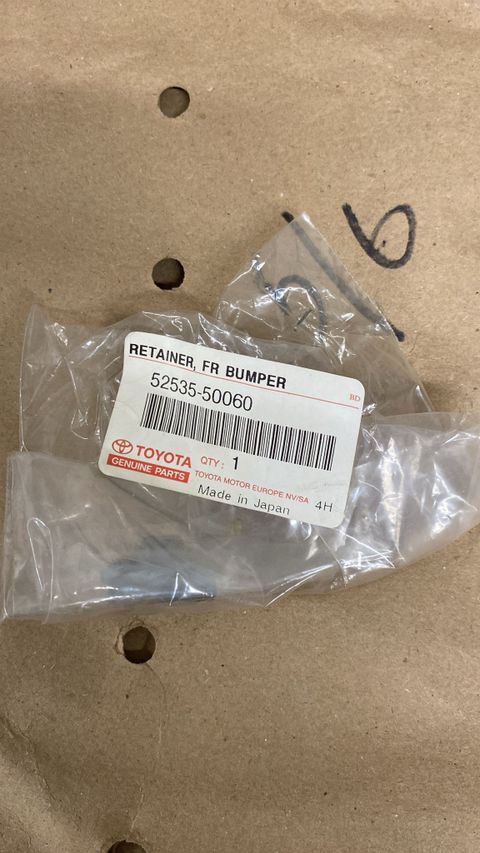 6
RETAINER, FR BUMPER
52535-50060
BD
TOYOTA
GENUINE PARTS
QTY: 1
TOYOTA MOTOR EUROPE NV/SA
Made in Japan
4H